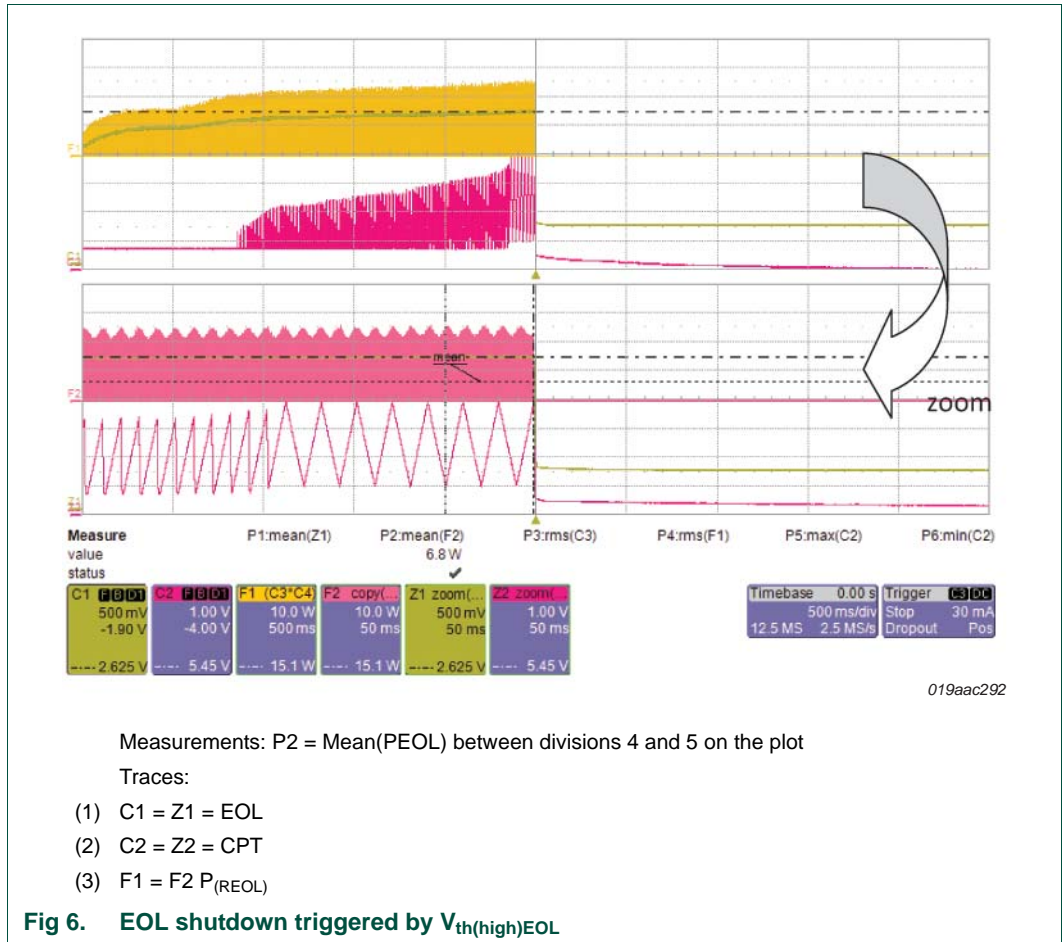 mean
zoom
Measure P1:mean(Z1) P2:mean(F2) P3:rms(C3) P4:rms(F1) P5:max(C2) P6:min(C2)
value 6.8 W
status ✔
C1 F B D1 C2 F B D1 F1 (C3*C4) F2 copy(... Z1 zoom(... Z2 zoom(... Timebase 0.00 s Trigger C3 DC
500 mV 1.00 V 10.0 W 10.0 W 500 mV 1.00 V 500 ms/div Stop 30 mA
-1.90 V -4.00 V 500 ms 50 ms 50 ms 50 ms 12.5 MS 2.5 MS/s Dropout Pos
2.625 V 5.45 V 15.1 W 15.1 W 2.625 V 5.45 V
019aac292
Measurements: P2 = Mean(PEOL) between divisions 4 and 5 on the plot
Traces:
(1) C1 = Z1 = EOL
(2) C2 = Z2 = CPT
(3) F1 = F2 P(REOL)
Fig 6. EOL shutdown triggered by Vth(high)EOL